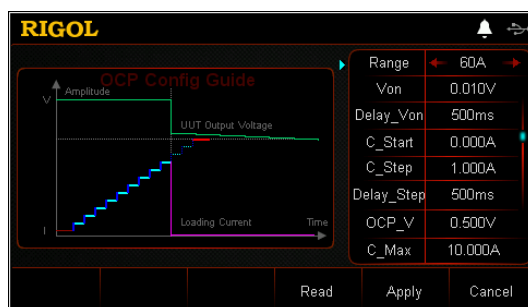 RIGOL
OCP Config Guide
Amplitude
V
UUT Output Voltage
Loading Current
Time
I
Range 60A
Von 0.010V
Delay_Von 500ms
C_Start 0.000A
C_Step 1.000A
Delay_Step 500ms
OCP_V 0.500V
C_Max 10.000A
Read Apply Cancel